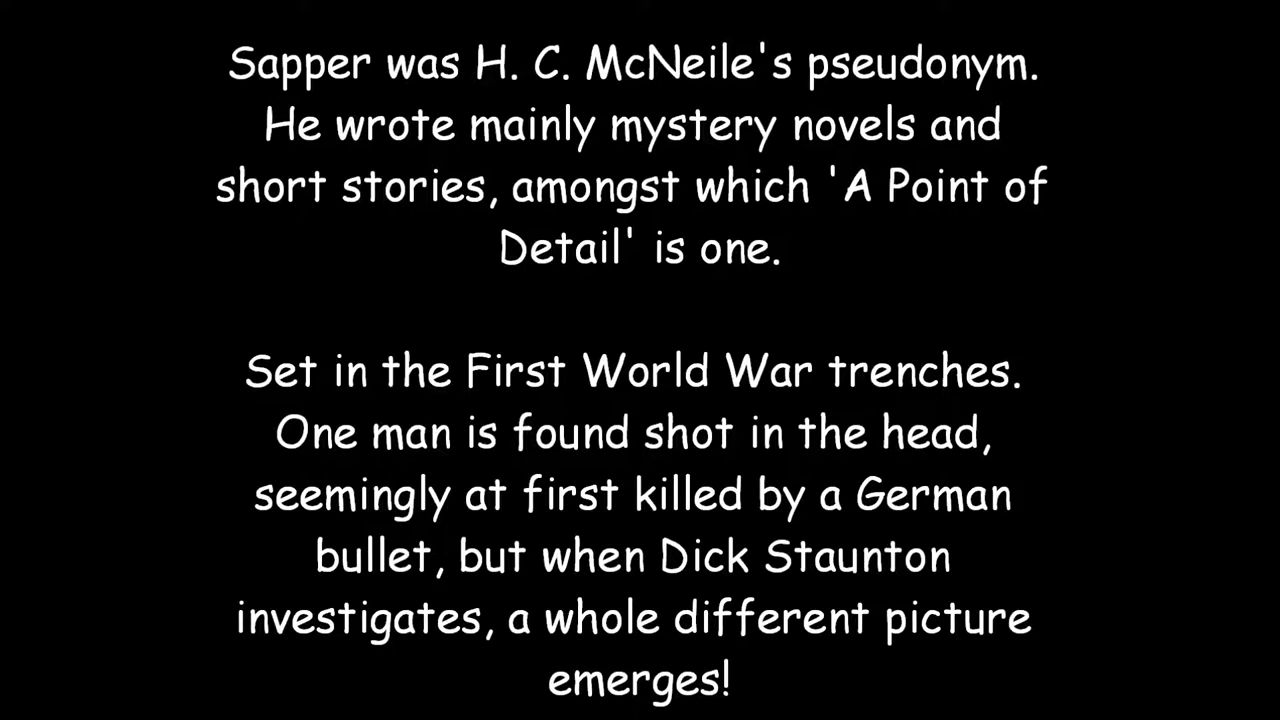 Sapper was H. C. McNeile's pseudonym.
He wrote mainly mystery novels and
short stories, amongst which 'A Point of
Detail' is one.
Set in the First World War trenches.
One man is found shot in the head,
seemingly at first killed by a German
bullet, but when Dick Staunton
investigates, a whole different picture
emerges!